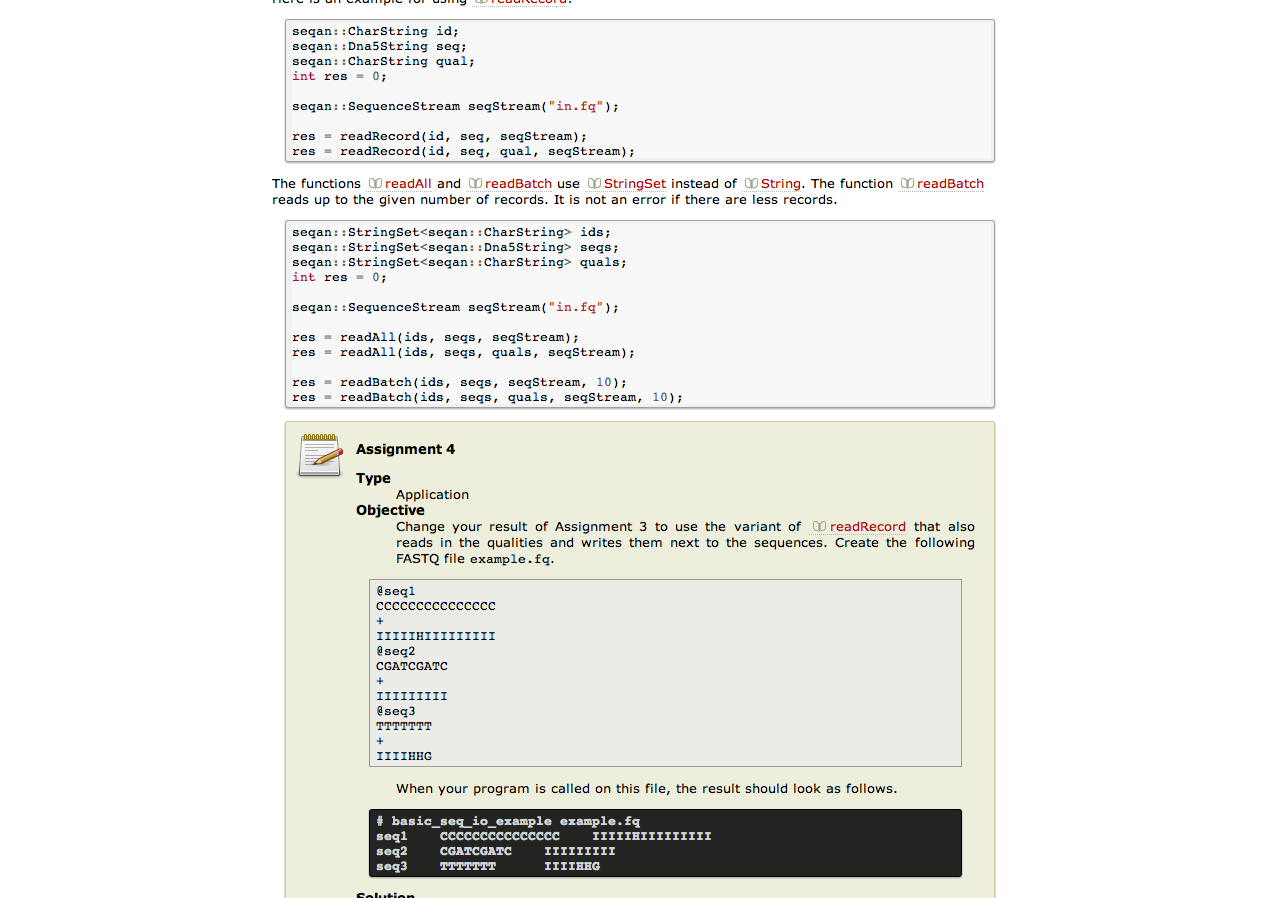 Here is an example for using readRecord.
seqan::CharString id;
seqan::Dna5String seq;
seqan::CharString qual;
int res = 0;
seqan::SequenceStream seqStream("in.fq");
res = readRecord(id, seq, seqStream);
res = readRecord(id, seq, qual, seqStream);
The functions readAll and readBatch use StringSet instead of String. The function readBatch
reads up to the given number of records. It is not an error if there are less records.
seqan::StringSet<seqan::CharString> ids;
seqan::StringSet<seqan::Dna5String> seqs;
seqan::StringSet<seqan::CharString> quals;
int res = 0;
seqan::SequenceStream seqStream("in.fq");
res = readAll(ids, seqs, seqStream);
res = readAll(ids, seqs, quals, seqStream);
res = readBatch(ids, seqs, seqStream, 10);
res = readBatch(ids, seqs, quals, seqStream, 10);
Assignment 4
Type
Application
Objective
Change your result of Assignment 3 to use the variant of readRecord that also
reads in the qualities and writes them next to the sequences. Create the following
FASTQ file example.fq.
@seq1
CCCCCCCCCCCCCCC
+
IIIIIHIIIIIIIII
@seq2
CGATCGATC
+
IIIIIIIII
@seq3
TTTTTTT
+
IIIIHHG
When your program is called on this file, the result should look as follows.
# basic_seq_io_example example.fq
seq1    CCCCCCCCCCCCCCC    IIIIIHIIIIIIIII
seq2    CGATCGATC    IIIIIIIII
seq3    TTTTTTT      IIIIHHG
Solution